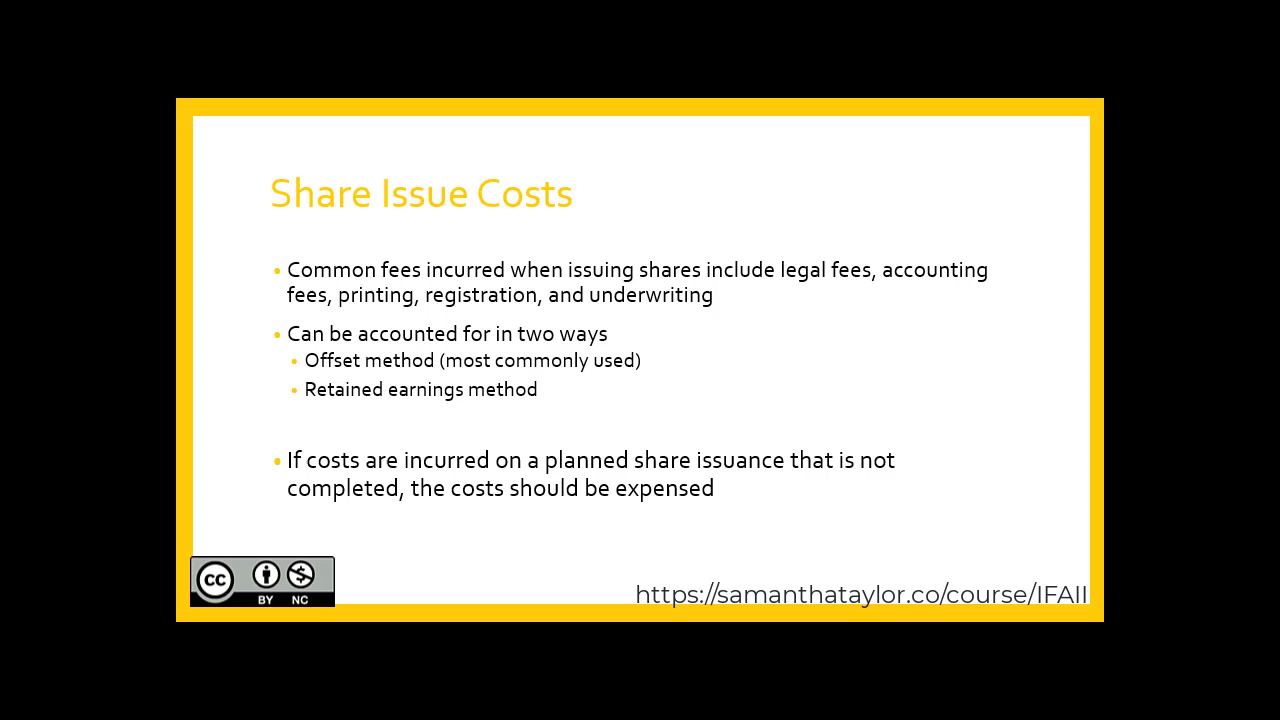 Share Issue Costs
• Common fees incurred when issuing shares include legal fees, accounting
fees, printing, registration, and underwriting
• Can be accounted for in two ways
• Offset method (most commonly used)
• Retained earnings method
• If costs are incurred on a planned share issuance that is not
completed, the costs should be expensed
cc
BY NC
https://samanthataylor.co/course/IFAII